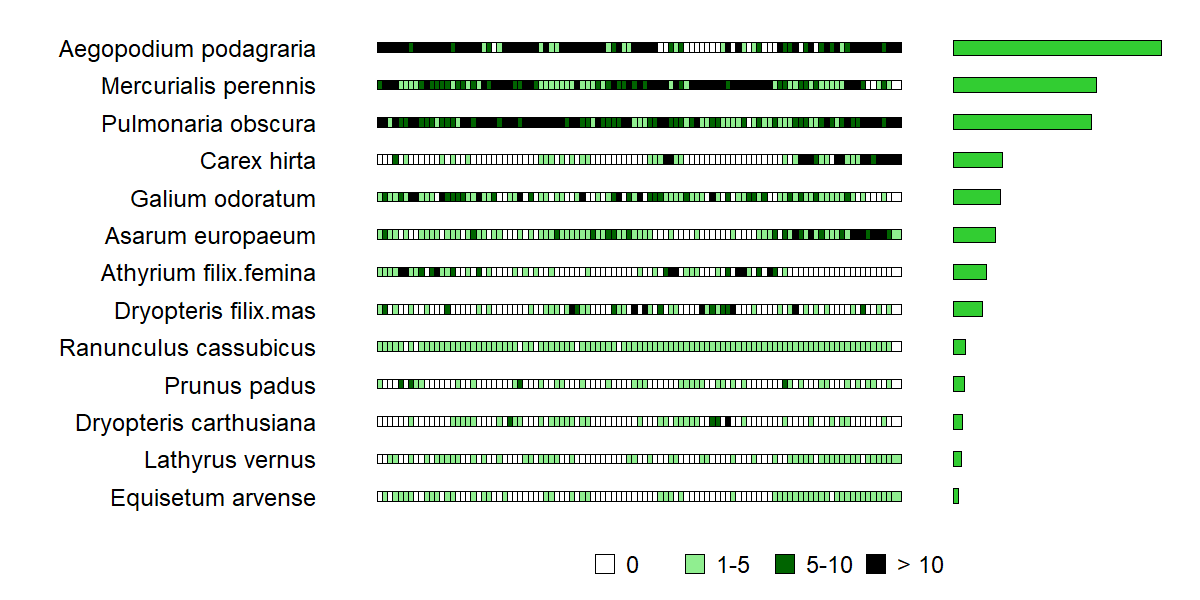 Aegopodium podagraria
Mercurialis perennis
Pulmonaria obscura
Carex hirta
Galium odoratum
Asarum europaeum
Athyrium filix.femina
Dryopteris filix.mas
Ranunculus cassubicus
Prunus padus
Dryopteris carthusiana
Lathyrus vernus
Equisetum arvense
0 1-5 5-10 > 10